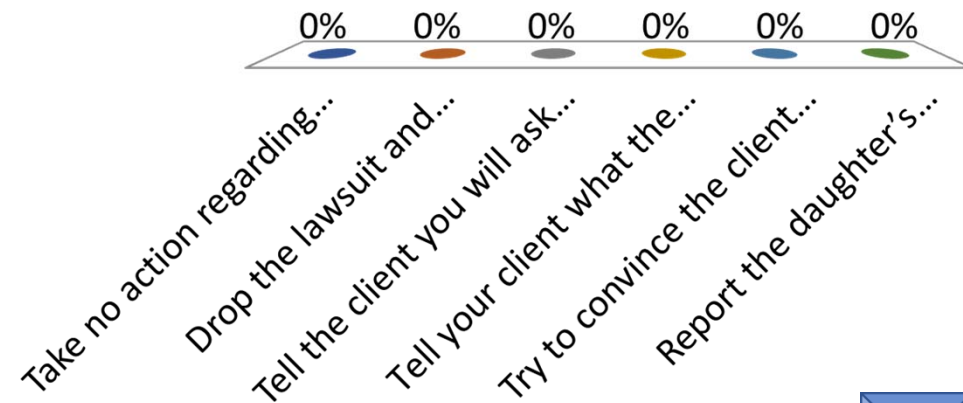 0% 0% 0% 0% 0% 0%
Take no action regarding...
Drop the lawsuit and...
Tell the client you will ask...
Tell your client what the...
Try to convince the client...
Report the daughter’s...